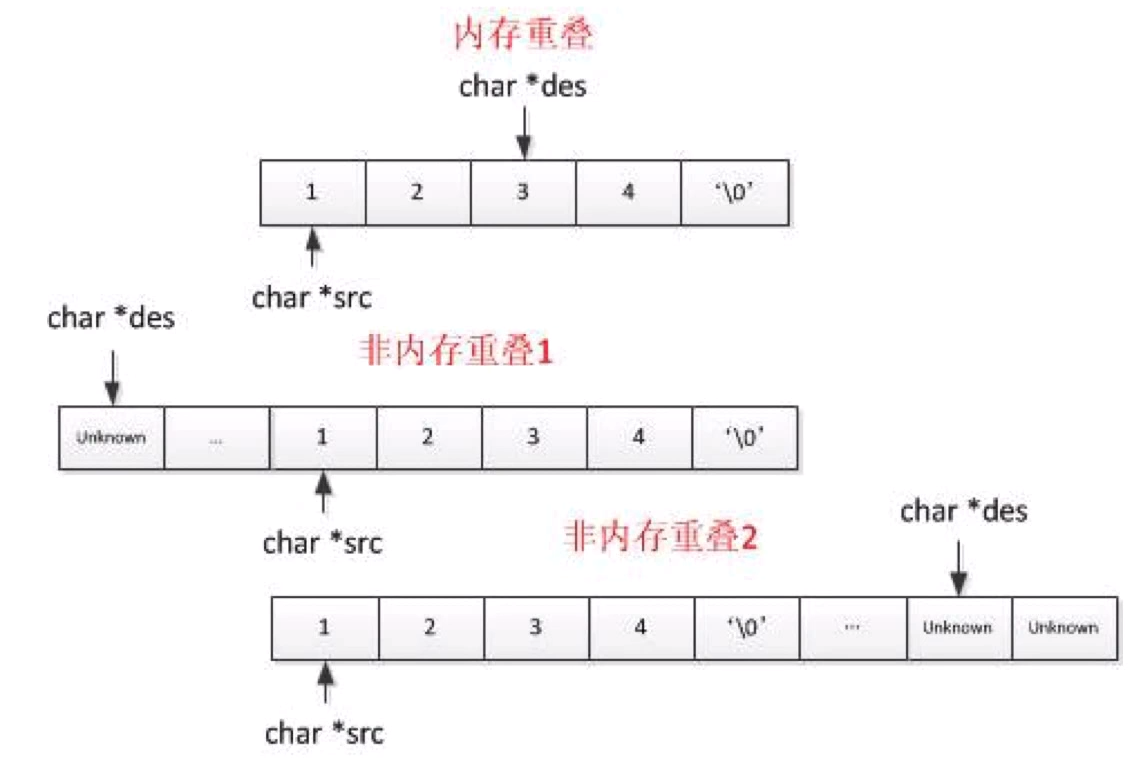 内存重叠
char *des
1 2 3 4 ‘\0’
char *src
char *des
非内存重叠1
Unknown ... 1 2 3 4 ‘\0’
char *src
非内存重叠2
char *des
1 2 3 4 ‘\0’ ... Unknown Unknown
char *src